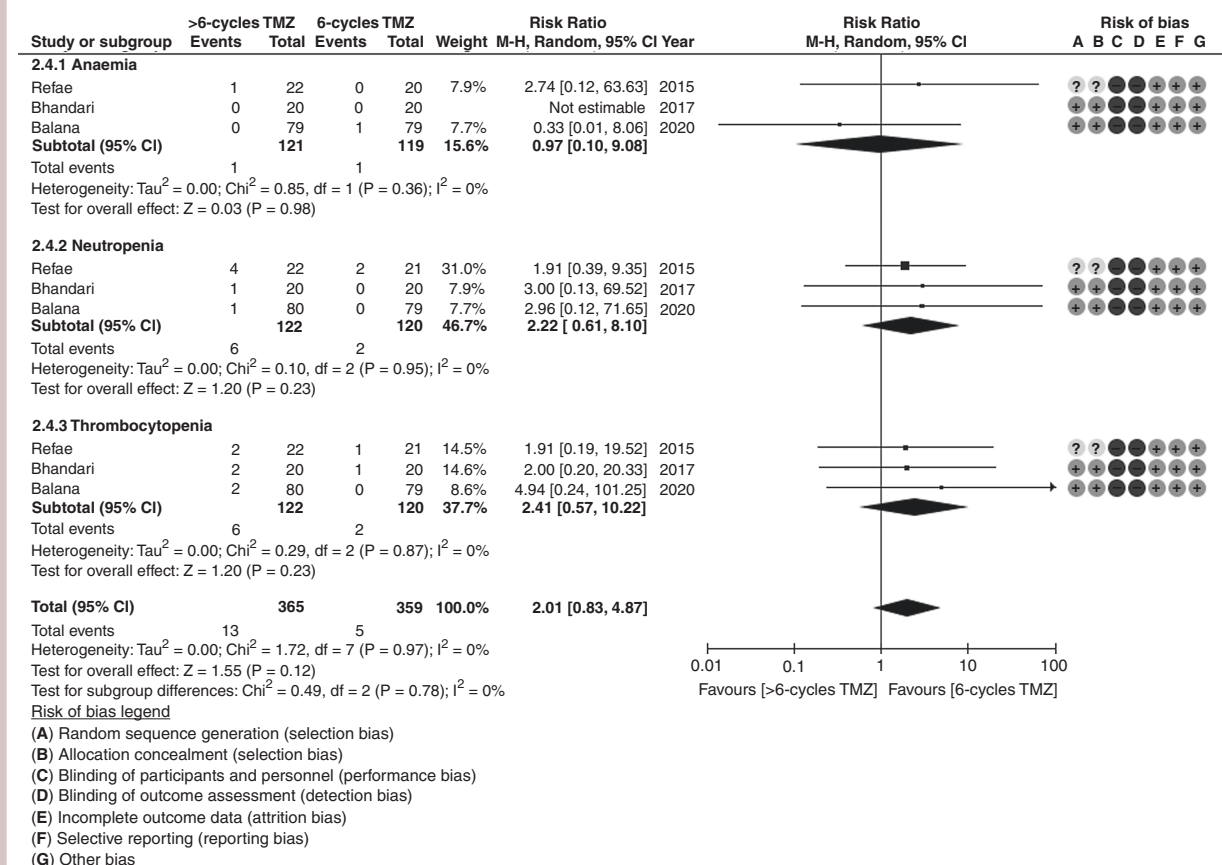 >6-cycles TMZ 6-cycles TMZ Risk Ratio Risk Ratio Risk of bias
Study or subgroup Events Total Events Total Weight M-H, Random, 95% CI Year M-H, Random, 95% CI A B C D E F G
2.4.1 Anaemia
Refae 1 22 0 20 7.9% 2.74 [0.12, 63.63] 2015 ? ? − − + + +
Bhandari 0 20 0 20 Not estimable 2017 + + − − + + +
Balana 0 79 1 79 7.7% 0.33 [0.01, 8.06] 2020 + + − − + + +
Subtotal (95% CI) 121 119 15.6% 0.97 [0.10, 9.08]
Total events 1 1
Heterogeneity: Tau² = 0.00; Chi² = 0.85, df = 1 (P = 0.36); I² = 0%
Test for overall effect: Z = 0.03 (P = 0.98)
2.4.2 Neutropenia
Refae 4 22 2 21 31.0% 1.91 [0.39, 9.35] 2015 ? ? − − + + +
Bhandari 1 20 0 20 7.9% 3.00 [0.13, 69.52] 2017 + + − − + + +
Balana 1 80 0 79 7.7% 2.96 [0.12, 71.65] 2020 + + − − + + +
Subtotal (95% CI) 122 120 46.7% 2.22 [ 0.61, 8.10]
Total events 6 2
Heterogeneity: Tau² = 0.00; Chi² = 0.10, df = 2 (P = 0.95); I² = 0%
Test for overall effect: Z = 1.20 (P = 0.23)
2.4.3 Thrombocytopenia
Refae 2 22 1 21 14.5% 1.91 [0.19, 19.52] 2015 ? ? − − + + +
Bhandari 2 20 1 20 14.6% 2.00 [0.20, 20.33] 2017 + + − − + + +
Balana 2 80 0 79 8.6% 4.94 [0.24, 101.25] 2020 + + − − + + +
Subtotal (95% CI) 122 120 37.7% 2.41 [0.57, 10.22]
Total events 6 2
Heterogeneity: Tau² = 0.00; Chi² = 0.29, df = 2 (P = 0.87); I² = 0%
Test for overall effect: Z = 1.20 (P = 0.23)
Total (95% CI) 365 359 100.0% 2.01 [0.83, 4.87]
Total events 13 5
Heterogeneity: Tau² = 0.00; Chi² = 1.72, df = 7 (P = 0.97); I² = 0%
Test for overall effect: Z = 1.55 (P = 0.12)
Test for subgroup differences: Chi² = 0.49, df = 2 (P = 0.78); I² = 0%
0.01 0.1 1 10 100
Favours [>6-cycles TMZ] Favours [6-cycles TMZ]
Risk of bias legend
(A) Random sequence generation (selection bias)
(B) Allocation concealment (selection bias)
(C) Blinding of participants and personnel (performance bias)
(D) Blinding of outcome assessment (detection bias)
(E) Incomplete outcome data (attrition bias)
(F) Selective reporting (reporting bias)
(G) Other bias